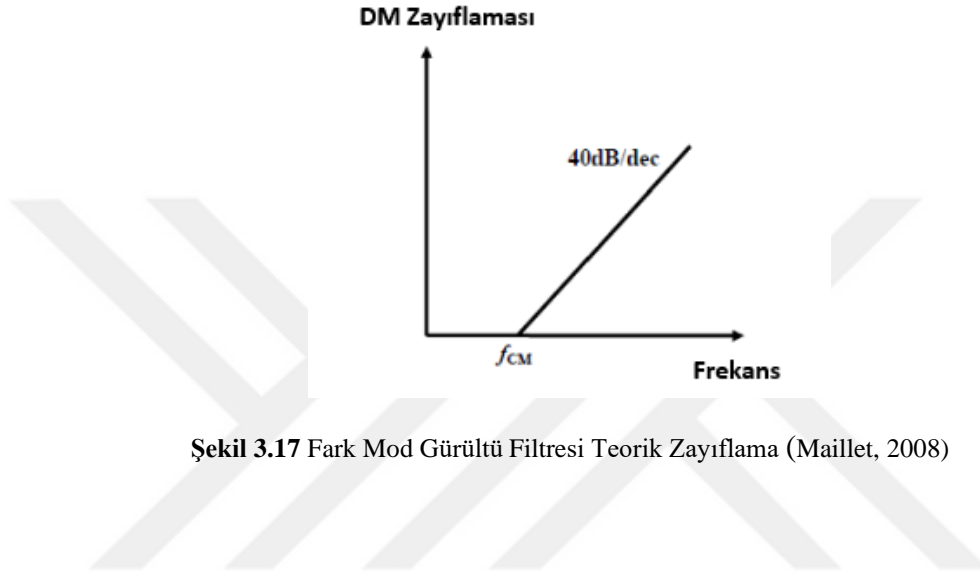 DM Zayıflaması
40dB/dec
fCM
Frekans
Şekil 3.17 Fark Mod Gürültü Filtresi Teorik Zayıflama (Maillet, 2008)